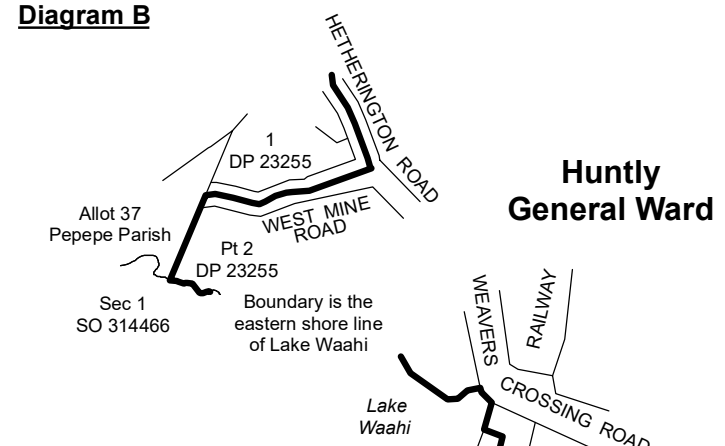 Diagram B
HETHERINGTON ROAD
1
DP 23255
Huntly
General Ward
Allot 37
Pepepe Parish
WEST MINE
ROAD
Pt 2
DP 23255
Sec 1
SO 314466
Boundary is the
eastern shore line
of Lake Waahi
WEAVERS
CROSSING ROAD
RAILWAY
Lake
Waahi